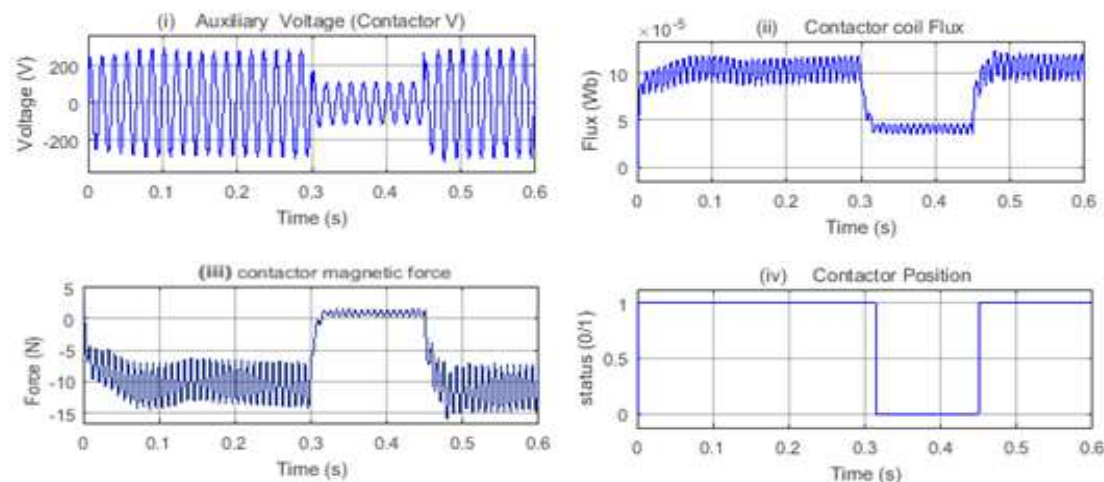 (i) Auxiliary Voltage (Contactor V)
Voltage (V)
200
0
-200
0 0.1 0.2 0.3 0.4 0.5 0.6
Time (s)
×10⁻⁵
(ii) Contactor coil Flux
Flux (Wb)
10
5
0
0 0.1 0.2 0.3 0.4 0.5 0.6
Time (s)
(iii) contactor magnetic force
Force (N)
5
0
-5
-10
-15
0 0.1 0.2 0.3 0.4 0.5 0.6
Time (s)
(iv) Contactor Position
status (0/1)
1
0.5
0
0 0.1 0.2 0.3 0.4 0.5 0.6
Time (s)